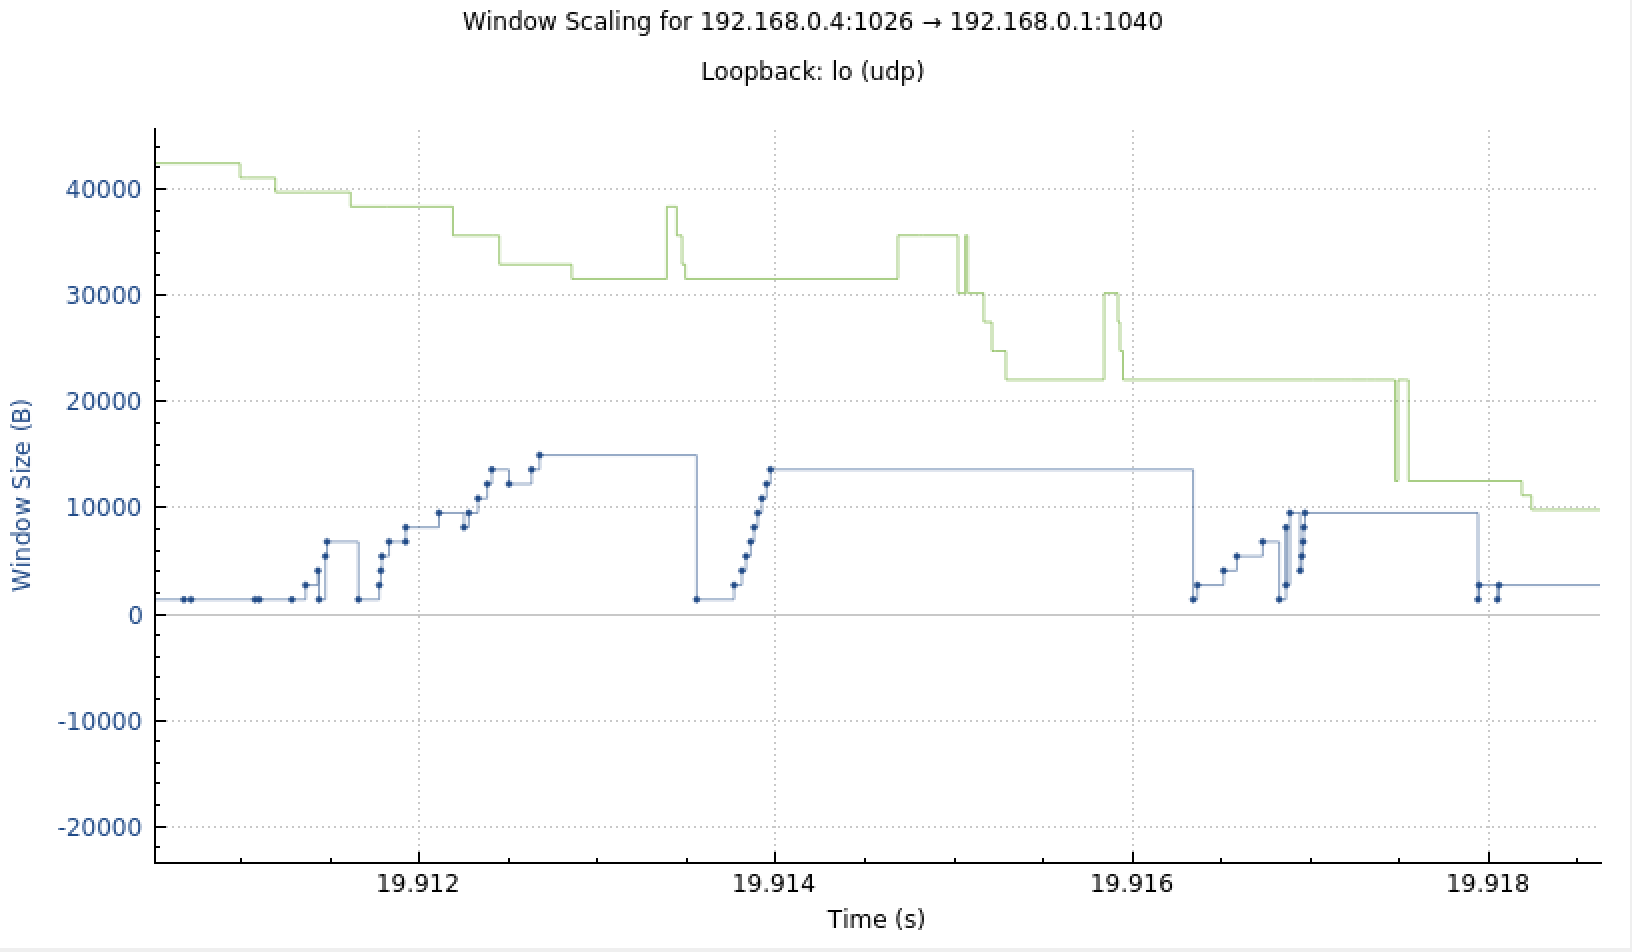 Window Scaling for 192.168.0.4:1026 → 192.168.0.1:1040
Loopback: lo (udp)
Window Size (B)
40000
30000
20000
10000
0
-10000
-20000
19.912 19.914 19.916 19.918
Time (s)